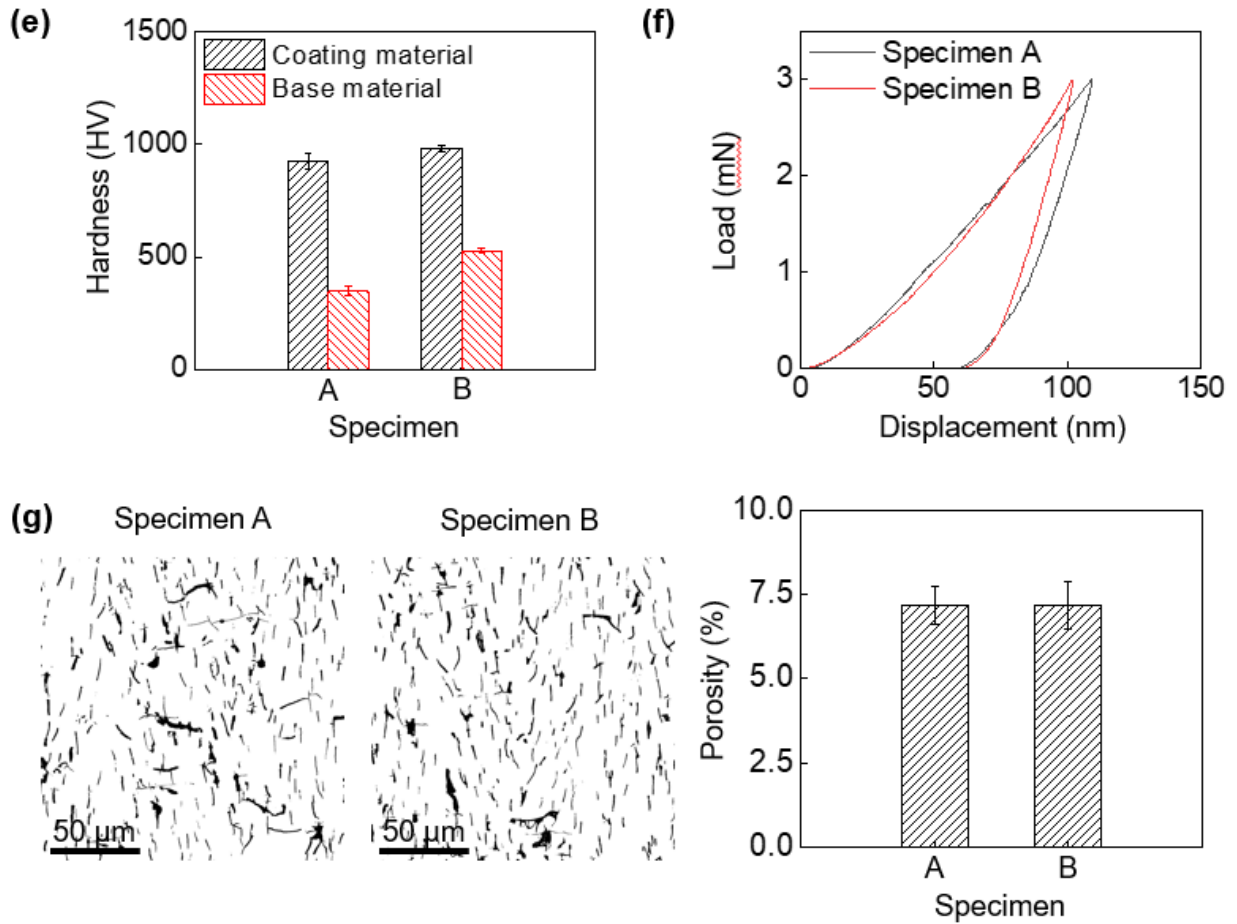 (e)
1500
1000
500
0
Hardness (HV)
Coating material
Base material
A
B
Specimen
(f)
3
2
1
0
Load (mN)
Specimen A
Specimen B
0
50
100
150
Displacement (nm)
(g)
Specimen A
Specimen B
50 μm
50 μm
10.0
7.5
5.0
2.5
0.0
Porosity (%)
A
B
Specimen